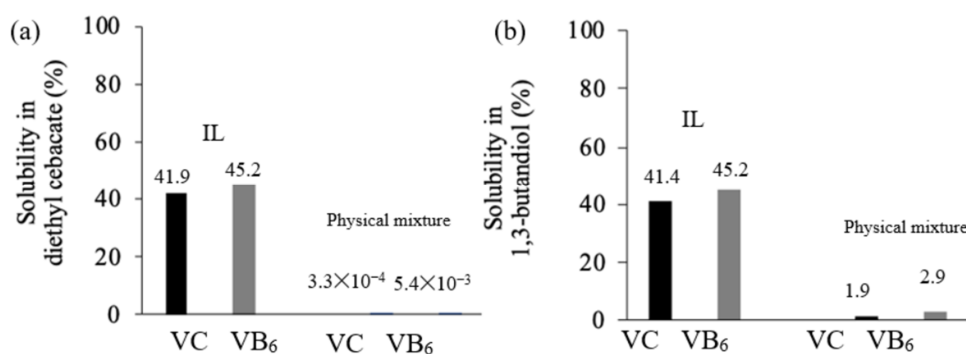 (a)
Solubility in
diethyl cebacate (%)
100
80
60
40
20
0
IL
41.9
45.2
Physical mixture
3.3×10⁻⁴
5.4×10⁻³
VC
VB₆
VC
VB₆
(b)
Solubility in
1,3-butandiol (%)
100
80
60
40
20
0
IL
41.4
45.2
Physical mixture
1.9
2.9
VC
VB₆
VC
VB₆